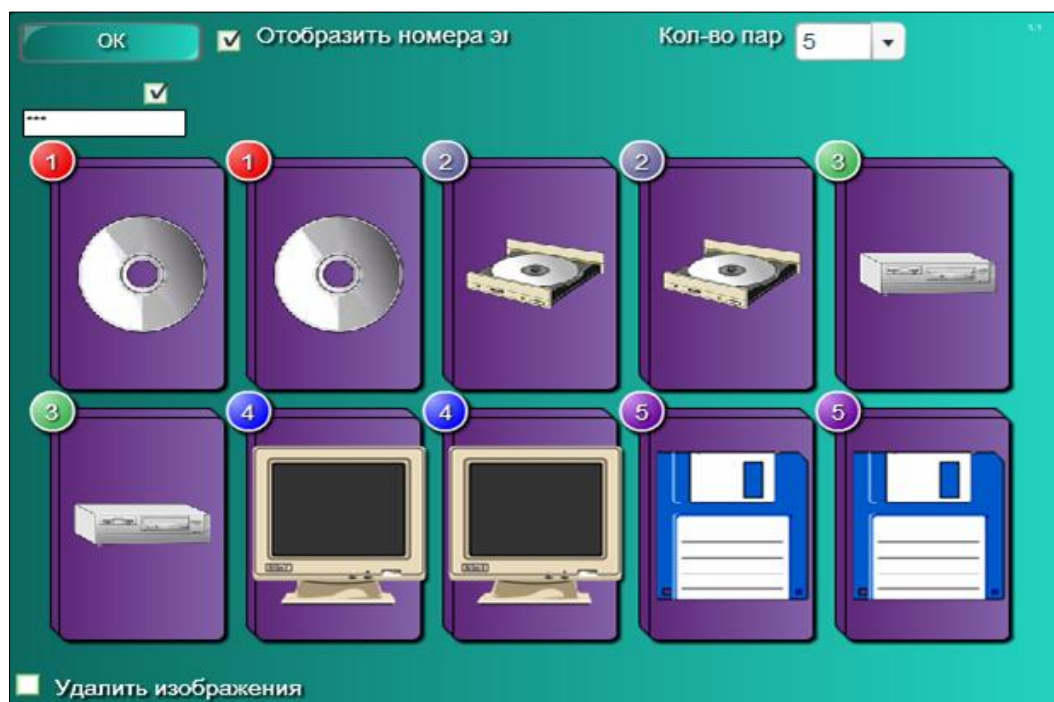 ОК
Отобразить номера эл
Кол-во пар 5
***
1 1 2 2 3
3 4 4 5 5
Удалить изображения